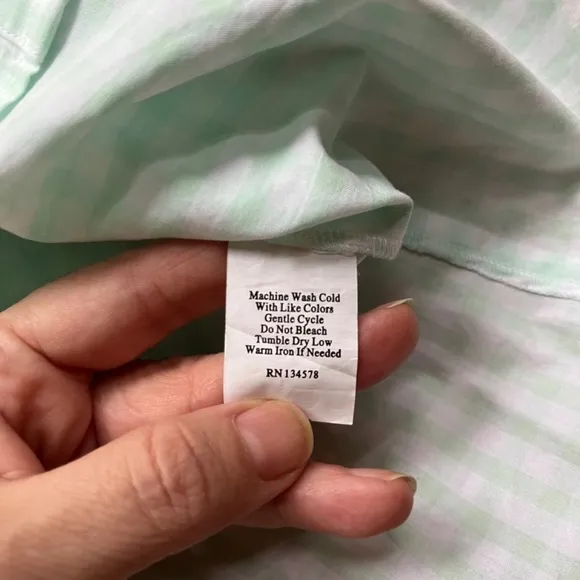 Machine Wash Cold
With Like Colors
Gentle Cycle
Do Not Bleach
Tumble Dry Low
Warm Iron If Needed
RN 134578